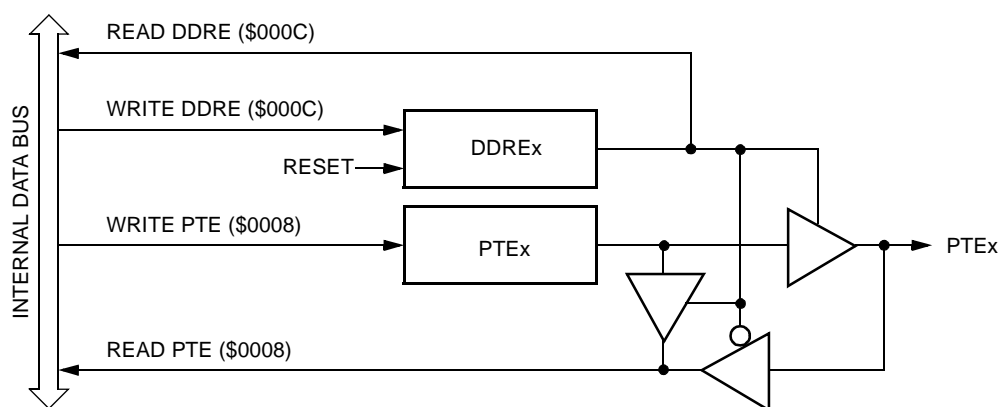 READ DDRE ($000C)
WRITE DDRE ($000C)
DDREx
RESET
INTERNAL DATA BUS
WRITE PTE ($0008)
PTEx
PTEx
READ PTE ($0008)